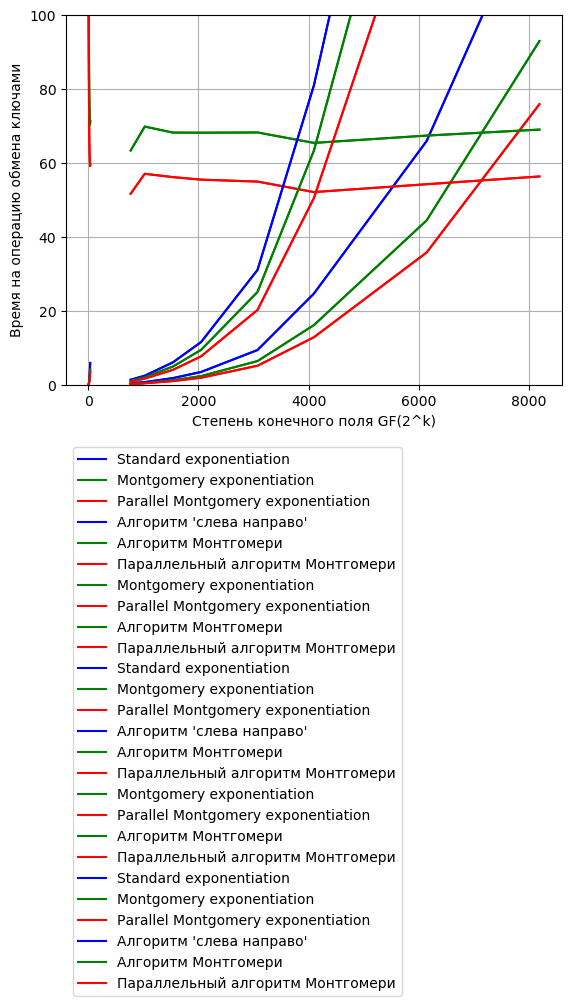 100
80
60
40
20
0
Время на операцию обмена ключами
0 2000 4000 6000 8000
Степень конечного поля GF(2^k)
Standard exponentiation
Montgomery exponentiation
Parallel Montgomery exponentiation
Алгоритм 'слева направо'
Алгоритм Монтгомери
Параллельный алгоритм Монтгомери
Montgomery exponentiation
Parallel Montgomery exponentiation
Алгоритм Монтгомери
Параллельный алгоритм Монтгомери
Standard exponentiation
Montgomery exponentiation
Parallel Montgomery exponentiation
Алгоритм 'слева направо'
Алгоритм Монтгомери
Параллельный алгоритм Монтгомери
Montgomery exponentiation
Parallel Montgomery exponentiation
Алгоритм Монтгомери
Параллельный алгоритм Монтгомери
Standard exponentiation
Montgomery exponentiation
Parallel Montgomery exponentiation
Алгоритм 'слева направо'
Алгоритм Монтгомери
Параллельный алгоритм Монтгомери